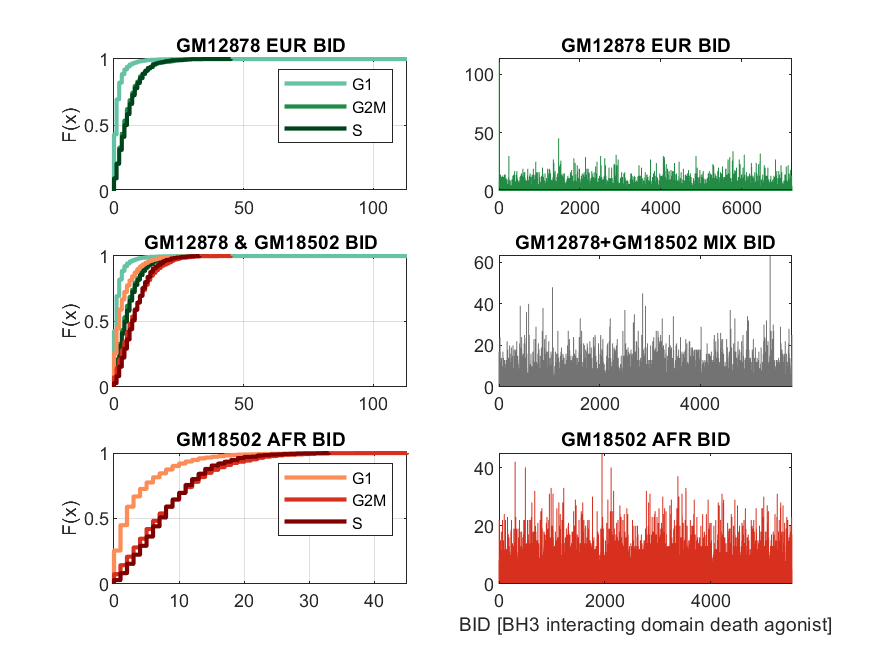 GM12878 EUR BID
1
0.5
0
F(x)
0 50 100
G1
G2M
S
GM12878 EUR BID
100
50
0
0 2000 4000 6000
GM12878 & GM18502 BID
1
0.5
0
F(x)
0 50 100
GM12878+GM18502 MIX BID
60
40
20
0
0 2000 4000
GM18502 AFR BID
1
0.5
0
F(x)
0 10 20 30 40
G1
G2M
S
GM18502 AFR BID
40
20
0
0 2000 4000
BID [BH3 interacting domain death agonist]